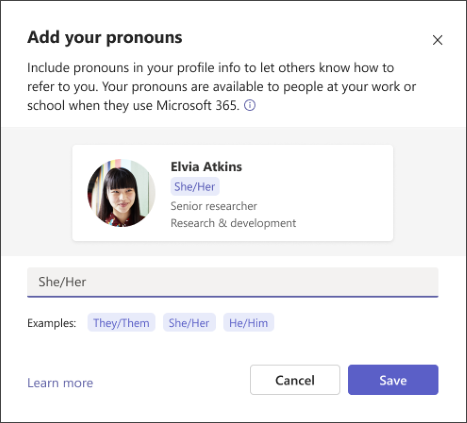 Add your pronouns
Include pronouns in your profile info to let others know how to
refer to you. Your pronouns are available to people at your work or
school when they use Microsoft 365.
Elvia Atkins
She/Her
Senior researcher
Research & development
She/Her
Examples: They/Them She/Her He/Him
Learn more Cancel Save